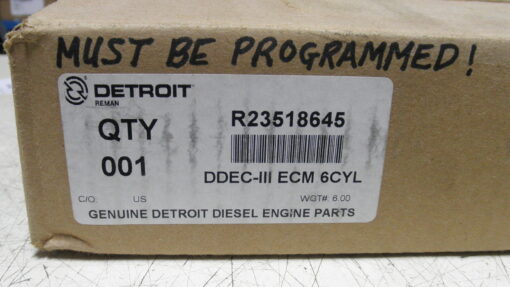 MUST BE PROGRAMMED!
DETROIT
REMAN
QTY
001
R23518645
DDEC-III ECM 6CYL
C/O: US WGT#: 6.00
GENUINE DETROIT DIESEL ENGINE PARTS